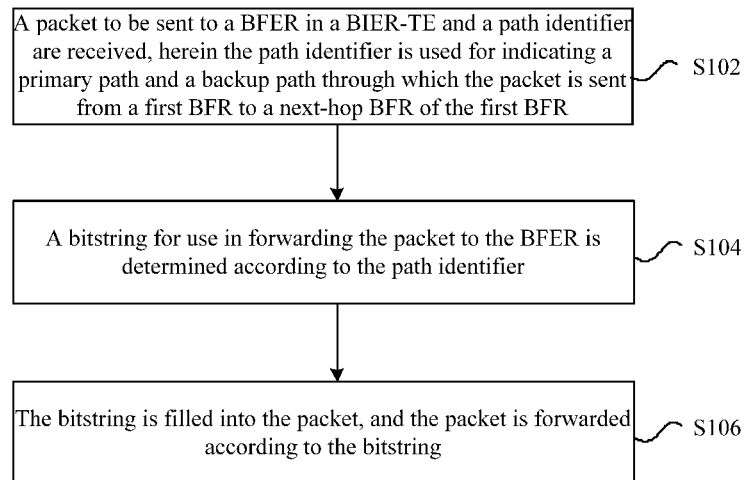 A packet to be sent to a BFER in a BIER-TE and a path identifier
are received, herein the path identifier is used for indicating a
primary path and a backup path through which the packet is sent
from a first BFR to a next-hop BFR of the first BFR
S102
A bitstring for use in forwarding the packet to the BFER is
determined according to the path identifier
S104
The bitstring is filled into the packet, and the packet is forwarded
according to the bitstring
S106